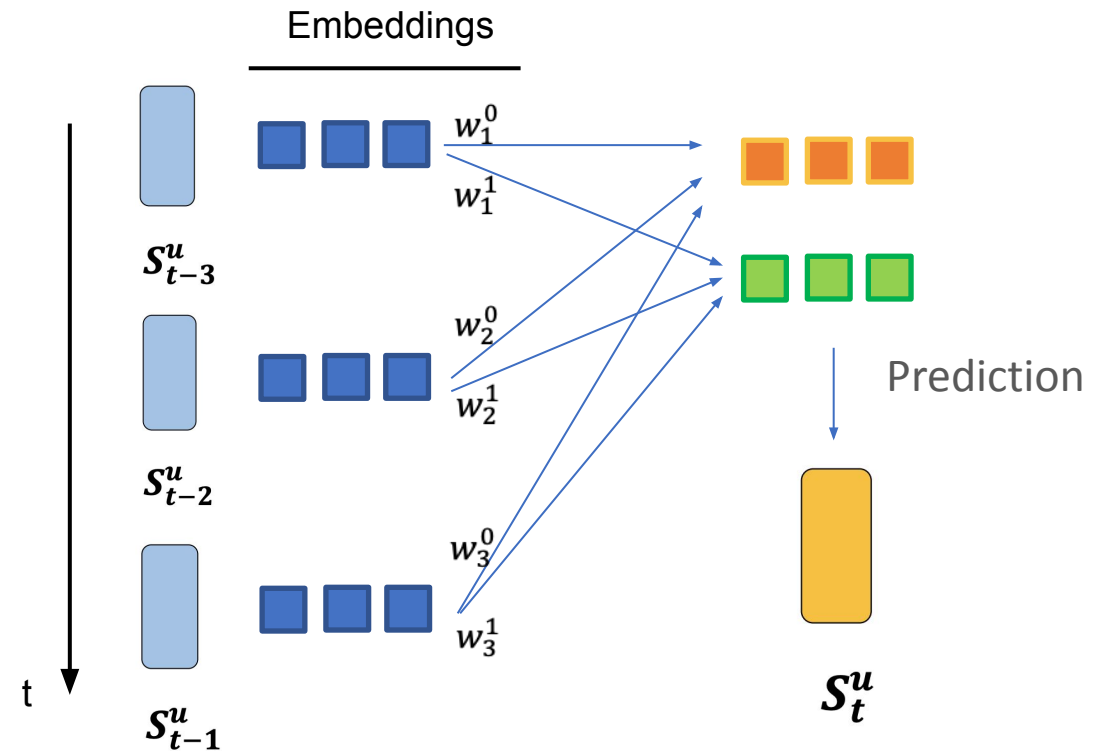 Embeddings
$w_1^0$
$w_1^1$
$S_{t-3}^u$
$w_2^0$
$w_2^1$
Prediction
$S_{t-2}^u$
$w_3^0$
$w_3^1$
t
$S_{t-1}^u$
$S_t^u$